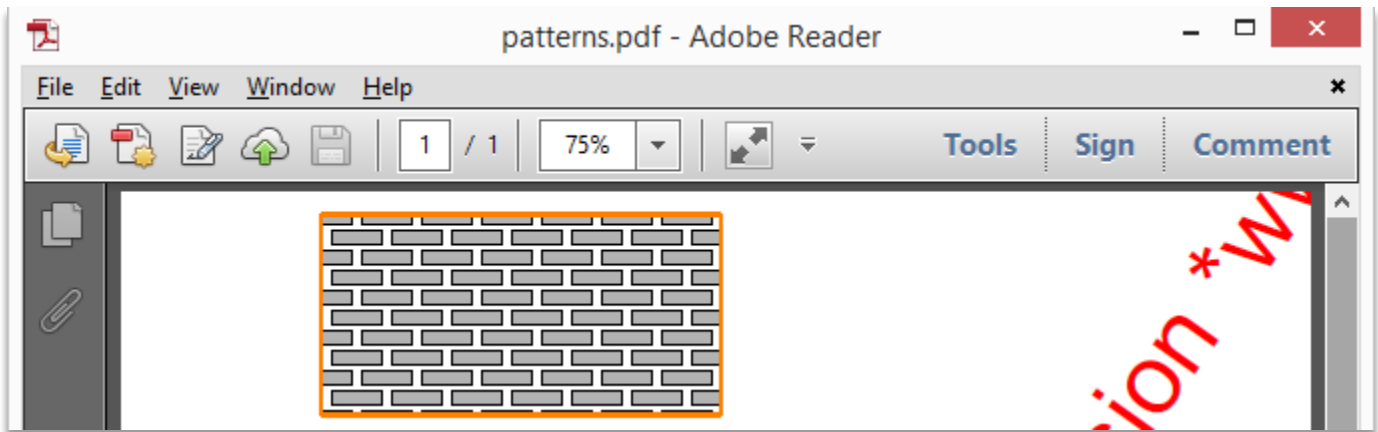 patterns.pdf - Adobe Reader
File Edit View Window Help
1 / 1 75% Tools Sign Comment
*w
sion